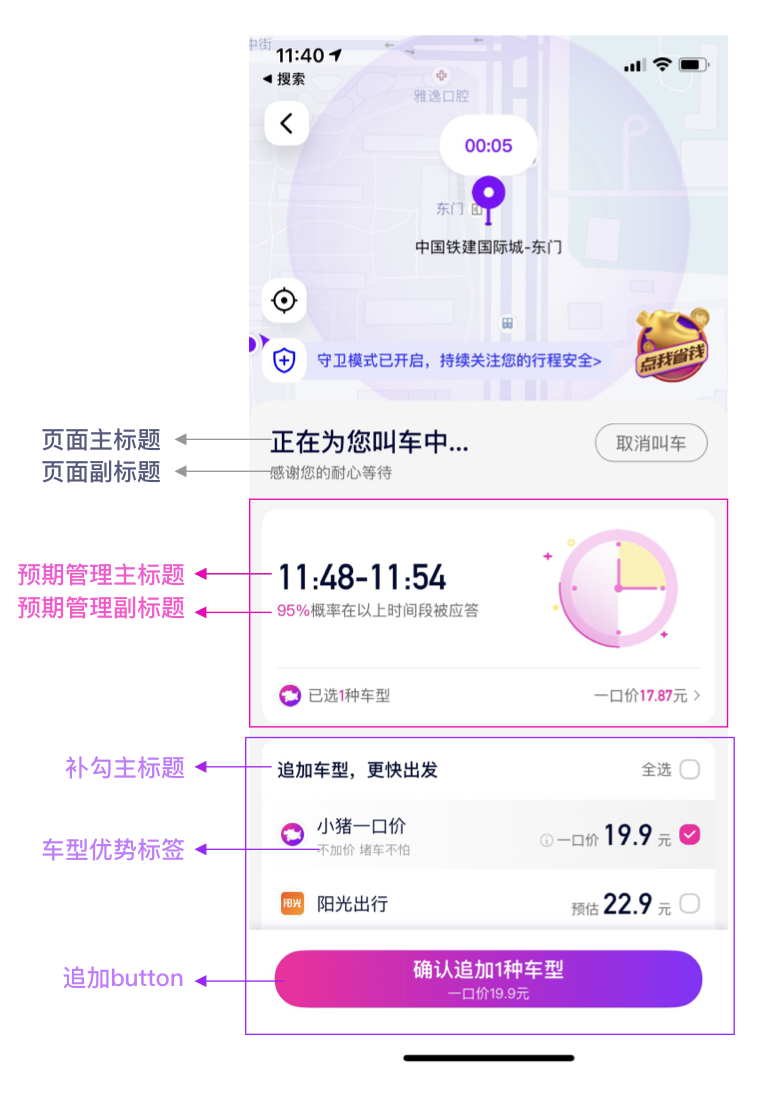 中街
11:40
搜索
雅逸口腔
00:05
东门
中国铁建国际城-东门
守卫模式已开启，持续关注您的行程安全>
点我省钱
页面主标题
正在为您叫车中...
取消叫车
页面副标题
感谢您的耐心等待
预期管理主标题
11:48-11:54
预期管理副标题
95%概率在以上时间段被应答
已选1种车型
一口价17.87元
补勾主标题
追加车型，更快出发
全选
小猪一口价
一口价 19.9 元
车型优势标签
不加价 堵车不怕
阳光
阳光出行
预估 22.9 元
追加button
确认追加1种车型
一口价19.9元